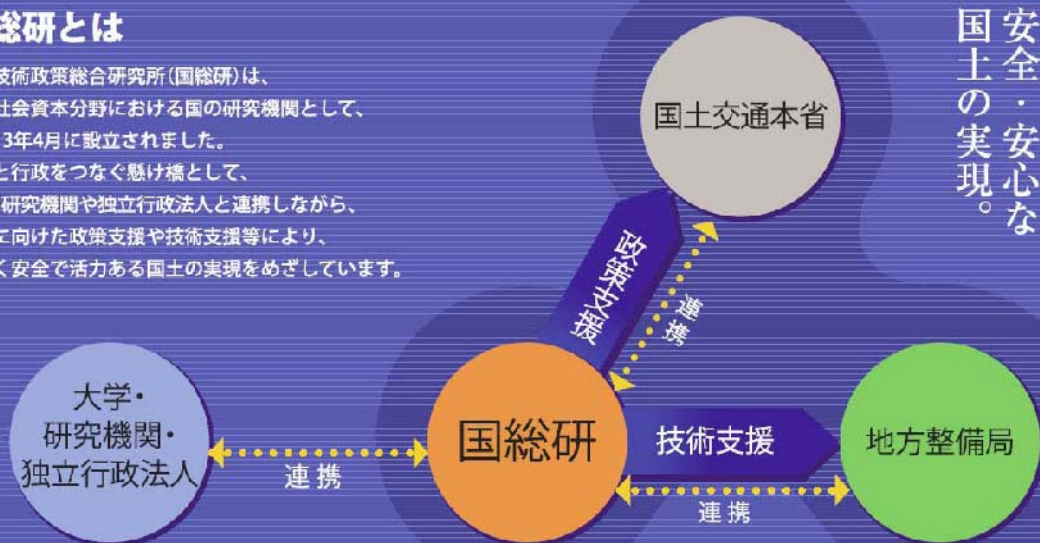 総研とは
技術政策総合研究所(国総研)は、
社会資本分野における国の研究機関として、
3年4月に設立されました。
と行政をつなぐ懸け橋として、
研究機関や独立行政法人と連携しながら、
に向けた政策支援や技術支援等により、
く安全で活力ある国土の実現をめざしています。
安全・安心な
国土の実現。
国土交通本省
政策支援
連携
大学・
研究機関・
独立行政法人
連携
国総研
技術支援
連携
地方整備局